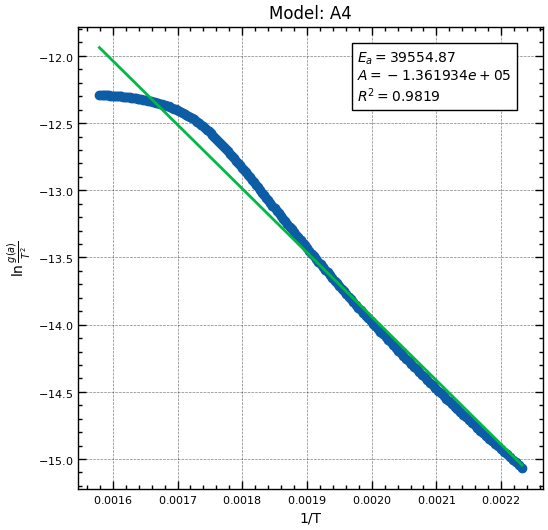 Model: A4
E_a = 39554.87
A = −1.361934e + 05
R² = 0.9819
ln g(a)/T²
−12.0
−12.5
−13.0
−13.5
−14.0
−14.5
−15.0
0.0016 0.0017 0.0018 0.0019 0.0020 0.0021 0.0022
1/T